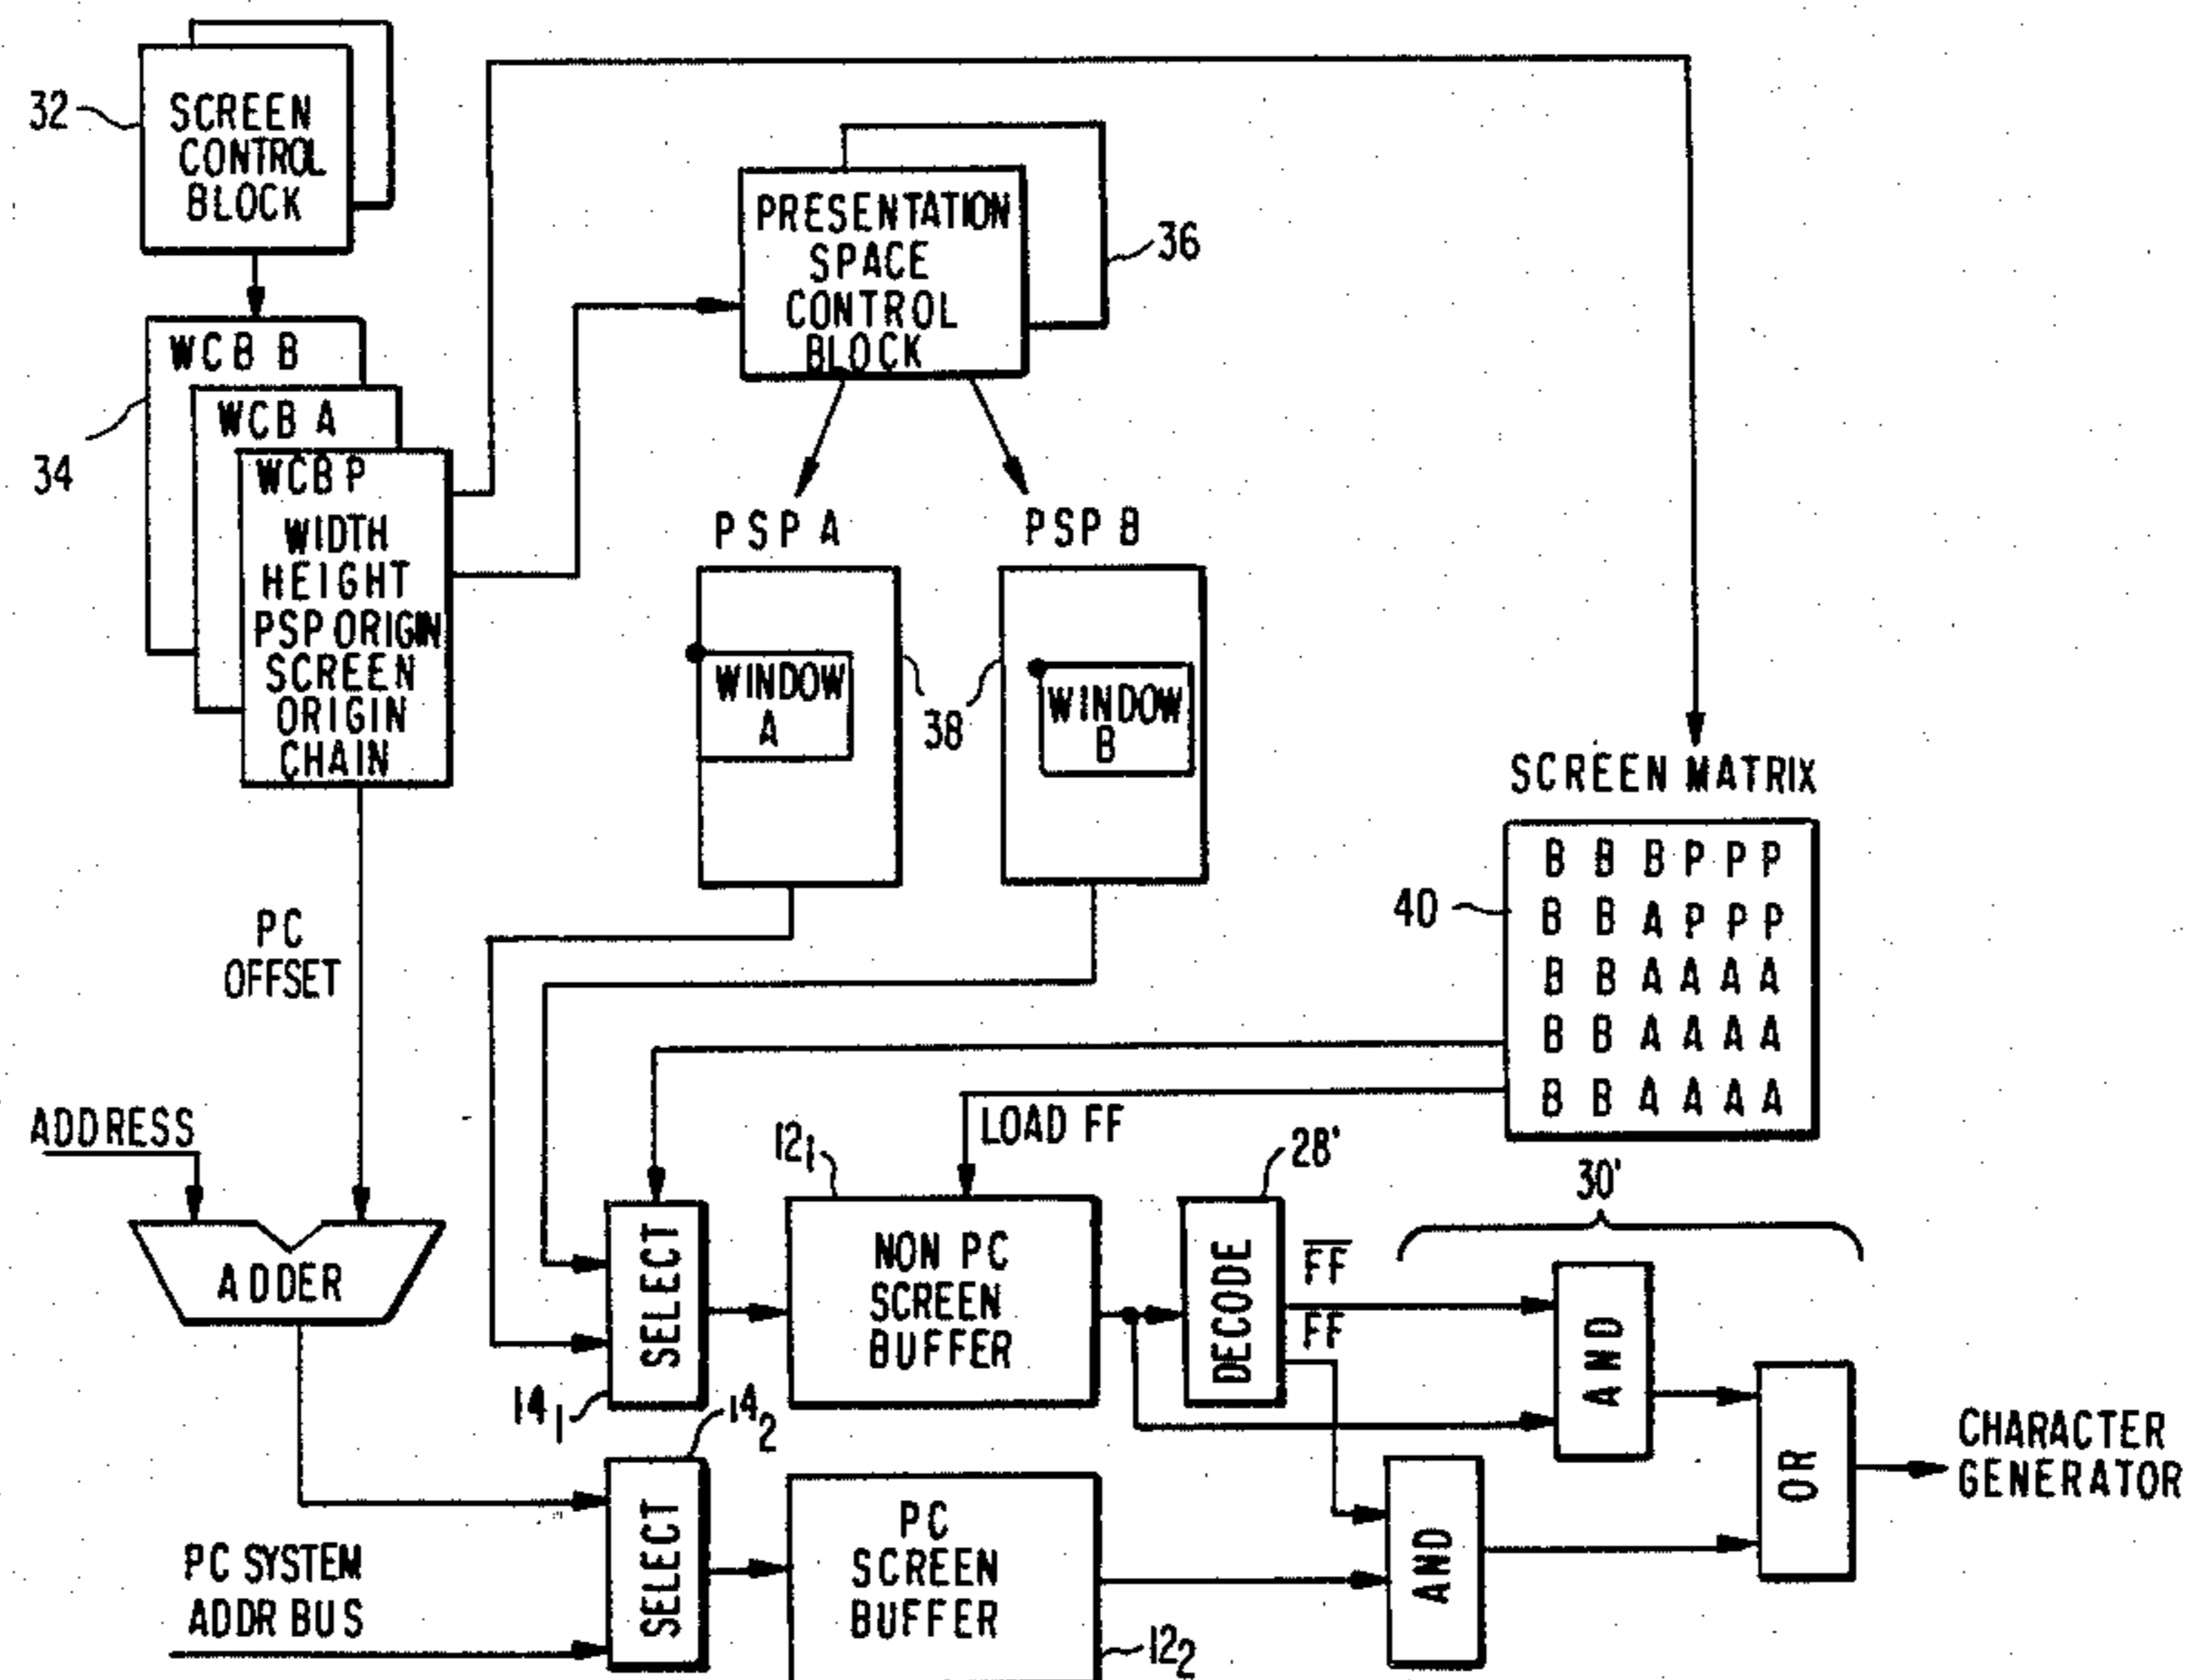 32
SCREEN
CONTROL
BLOCK
PRESENTATION
SPACE
CONTROL
BLOCK
36
WCB B
WCB A
WCB P
34
WIDTH
HEIGHT
PSP ORIGIN
SCREEN
ORIGIN
CHAIN
PSP A
PSP B
WINDOW
A
38
WINDOW
B
SCREEN MATRIX
B B B P P P
B B A P P P
B B A A A A
B B A A A A
B B A A A A
40
PC
OFFSET
ADDRESS
ADDER
LOAD FF
12₁
28'
30'
SELECT
14₁
NON PC
SCREEN
BUFFER
DECODE
F̅F̅
FF
AND
OR
CHARACTER
GENERATOR
14₂
SELECT
PC SYSTEM
ADDR BUS
PC
SCREEN
BUFFER
12₂
AND